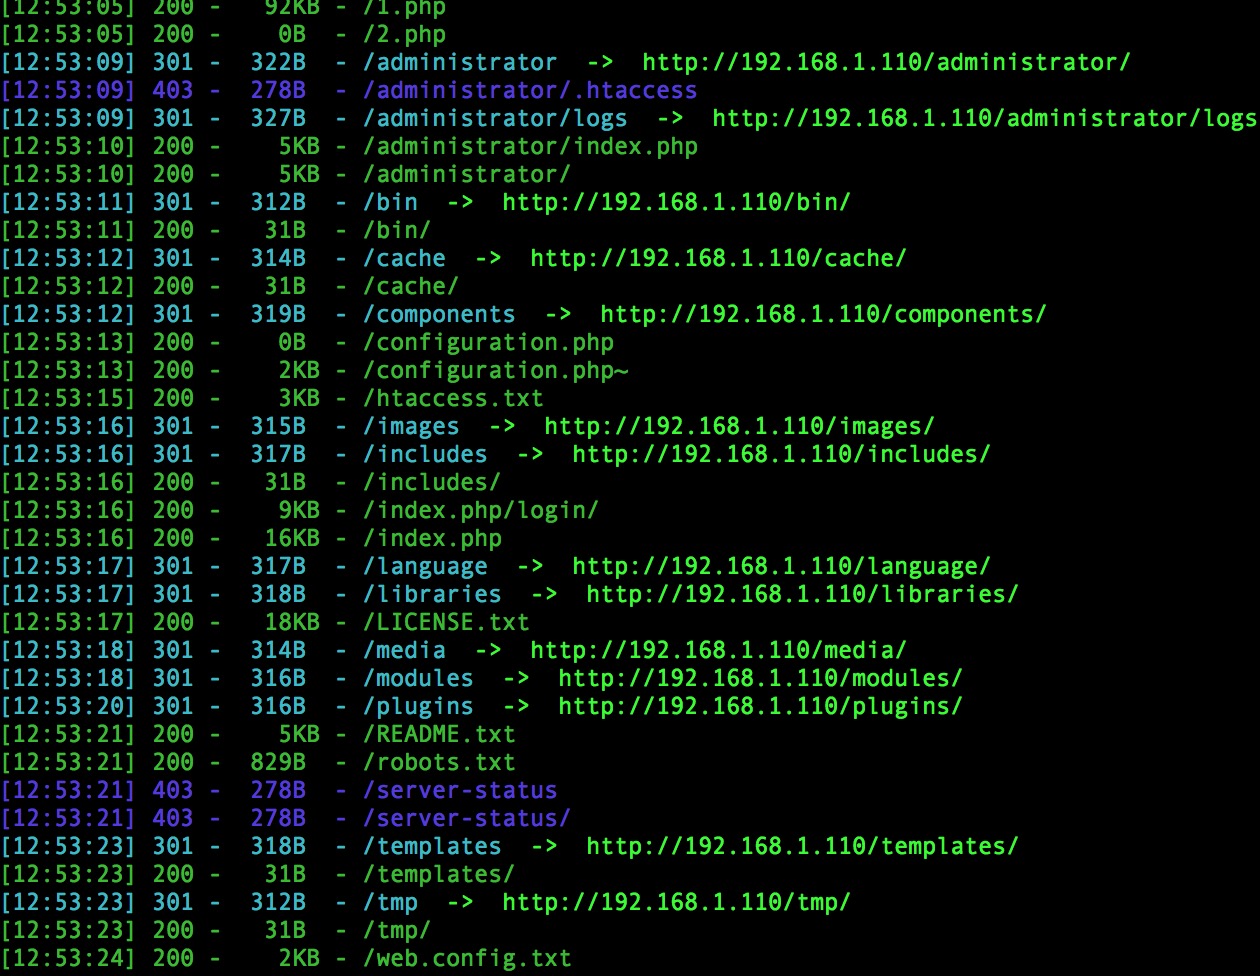 [12:53:05] 200 -   92KB - /1.php
[12:53:05] 200 -    0B  - /2.php
[12:53:09] 301 -  322B  - /administrator  ->  http://192.168.1.110/administrator/
[12:53:09] 403 -  278B  - /administrator/.htaccess
[12:53:09] 301 -  327B  - /administrator/logs  ->  http://192.168.1.110/administrator/logs
[12:53:10] 200 -    5KB - /administrator/index.php
[12:53:10] 200 -    5KB - /administrator/
[12:53:11] 301 -  312B  - /bin  ->  http://192.168.1.110/bin/
[12:53:11] 200 -   31B  - /bin/
[12:53:12] 301 -  314B  - /cache  ->  http://192.168.1.110/cache/
[12:53:12] 200 -   31B  - /cache/
[12:53:12] 301 -  319B  - /components  ->  http://192.168.1.110/components/
[12:53:13] 200 -    0B  - /configuration.php
[12:53:13] 200 -    2KB - /configuration.php~
[12:53:15] 200 -    3KB - /htaccess.txt
[12:53:16] 301 -  315B  - /images  ->  http://192.168.1.110/images/
[12:53:16] 301 -  317B  - /includes  ->  http://192.168.1.110/includes/
[12:53:16] 200 -   31B  - /includes/
[12:53:16] 200 -    9KB - /index.php/login/
[12:53:16] 200 -   16KB - /index.php
[12:53:17] 301 -  317B  - /language  ->  http://192.168.1.110/language/
[12:53:17] 301 -  318B  - /libraries  ->  http://192.168.1.110/libraries/
[12:53:17] 200 -   18KB - /LICENSE.txt
[12:53:18] 301 -  314B  - /media  ->  http://192.168.1.110/media/
[12:53:18] 301 -  316B  - /modules  ->  http://192.168.1.110/modules/
[12:53:20] 301 -  316B  - /plugins  ->  http://192.168.1.110/plugins/
[12:53:21] 200 -    5KB - /README.txt
[12:53:21] 200 -  829B  - /robots.txt
[12:53:21] 403 -  278B  - /server-status
[12:53:21] 403 -  278B  - /server-status/
[12:53:23] 301 -  318B  - /templates  ->  http://192.168.1.110/templates/
[12:53:23] 200 -   31B  - /templates/
[12:53:23] 301 -  312B  - /tmp  ->  http://192.168.1.110/tmp/
[12:53:23] 200 -   31B  - /tmp/
[12:53:24] 200 -    2KB - /web.config.txt